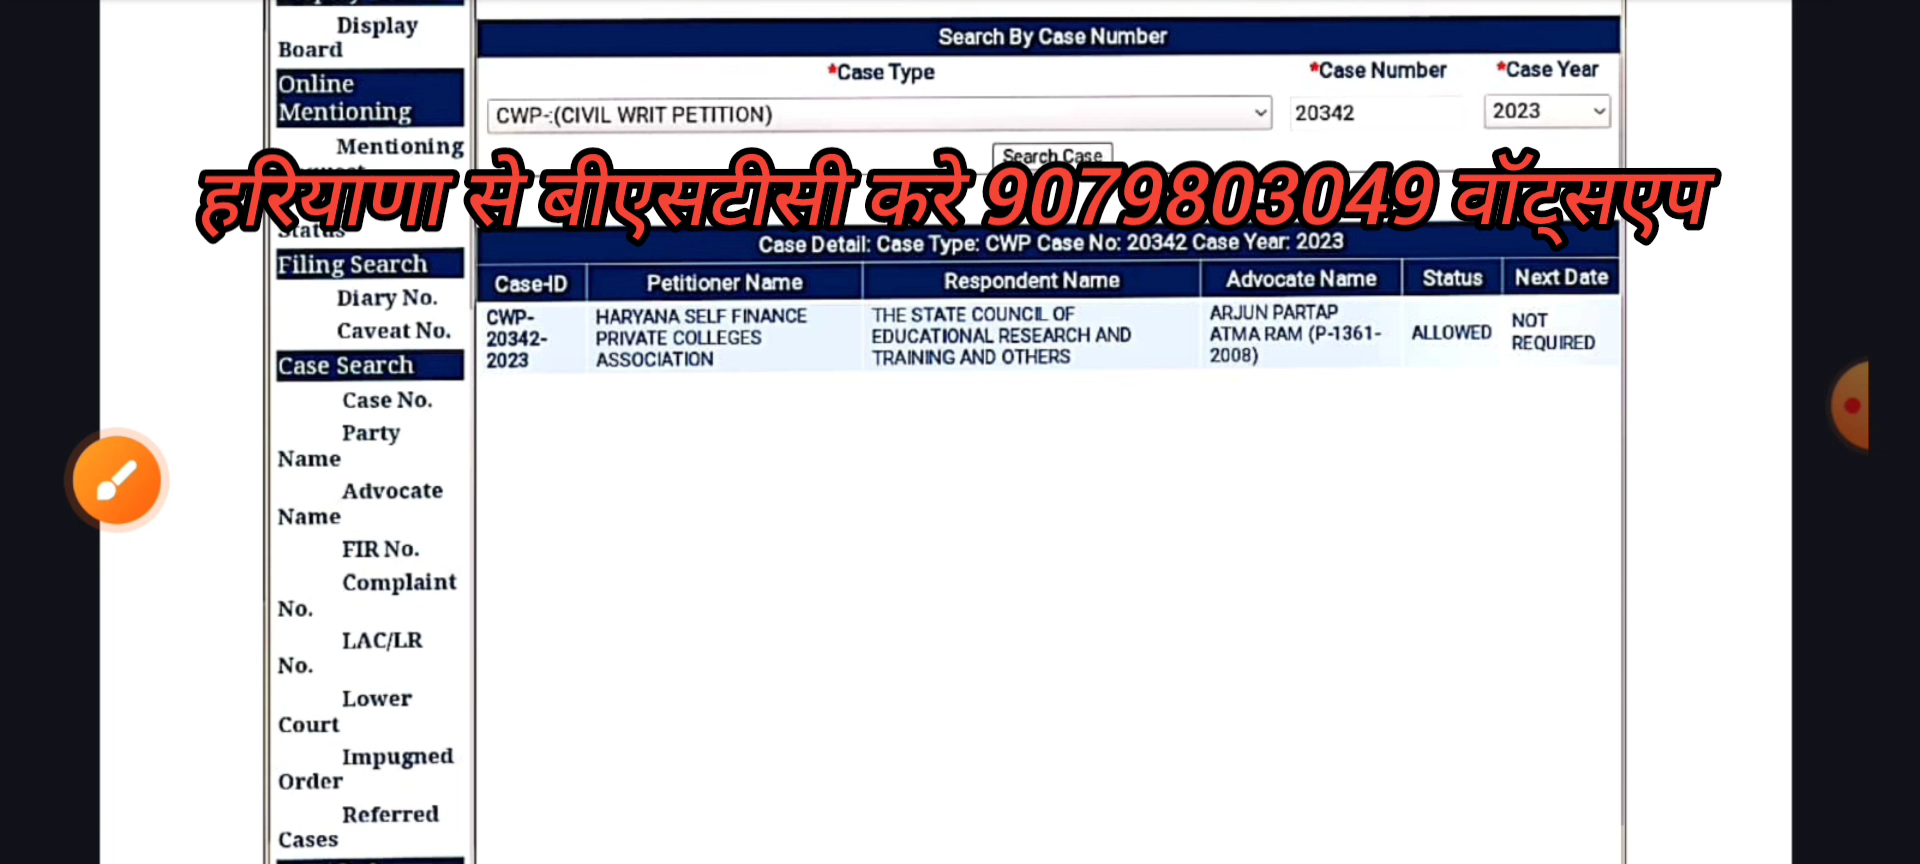 Display
Board
Online
Mentioning
Mentioning
Status
Filing Search
Diary No.
Caveat No.
Case Search
Case No.
Party
Name
Advocate
Name
FIR No.
Complaint
No.
LAC/LR
No.
Lower
Court
Impugned
Order
Referred
Cases
Search By Case Number
*Case Type *Case Number *Case Year
CWP-:(CIVIL WRIT PETITION) 20342 2023
Search Case
हरियाणा से बीएसटीसी करे 9079803049 वॉट्सएप
Case Detail: Case Type: CWP Case No: 20342 Case Year: 2023
Case-ID Petitioner Name Respondent Name Advocate Name Status Next Date
CWP- HARYANA SELF FINANCE THE STATE COUNCIL OF ARJUN PARTAP NOT
20342- PRIVATE COLLEGES EDUCATIONAL RESEARCH AND ATMA RAM (P-1361- ALLOWED REQUIRED
2023 ASSOCIATION TRAINING AND OTHERS 2008)